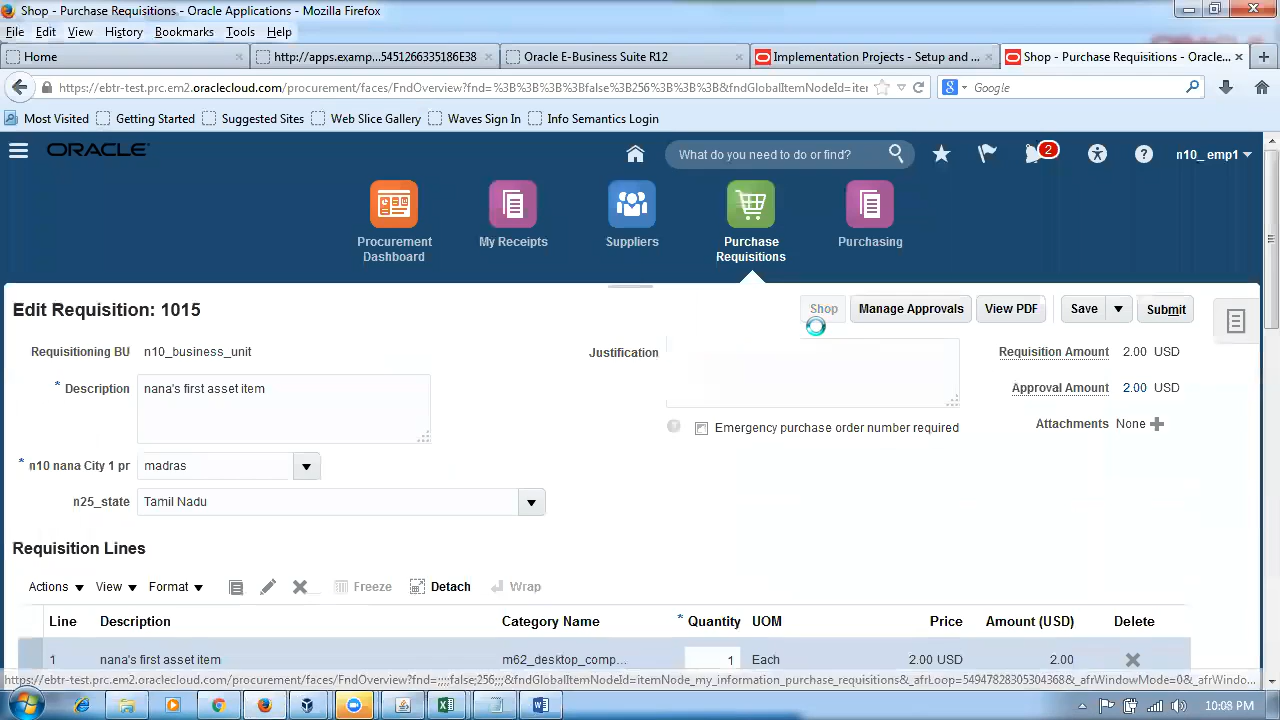 Shop - Purchase Requisitions - Oracle Applications - Mozilla Firefox
File Edit View History Bookmarks Tools Help
Home http://apps.examp...5451266335186E38 Oracle E-Business Suite R12 Implementation Projects - Setup and ... Shop - Purchase Requisitions - Oracle...
https://ebtr-test.prc.em2.oraclecloud.com/procurement/faces/FndOverview?fnd=%3B%3B%3B%3Bfalse%3B256%3B%3B%3B&fndGlobalItemNodeId=iter Google
Most Visited Getting Started Suggested Sites Web Slice Gallery Waves Sign In Info Semantics Login
ORACLE What do you need to do or find? 2 n10_emp1
Procurement Dashboard My Receipts Suppliers Purchase Requisitions Purchasing
Edit Requisition: 1015 Shop Manage Approvals View PDF Save Submit
Requisitioning BU n10_business_unit Justification Requisition Amount 2.00 USD
* Description nana's first asset item Approval Amount 2.00 USD
Emergency purchase order number required Attachments None
* n10 nana City 1 pr madras
n25_state Tamil Nadu
Requisition Lines
Actions View Format Freeze Detach Wrap
Line Description Category Name * Quantity UOM Price Amount (USD) Delete
1 nana's first asset item m62_desktop_comp... 1 Each 2.00 USD 2.00
https://ebtr-test.prc.em2.oraclecloud.com/procurement/faces/FndOverview?fnd=;;;;false;256;;;&fndGlobalItemNodeId=itemNode_my_information_purchase_requisitions&_afrLoop=54947828305304368&_afrWindowMode=0&_afrWindo...
10:08 PM